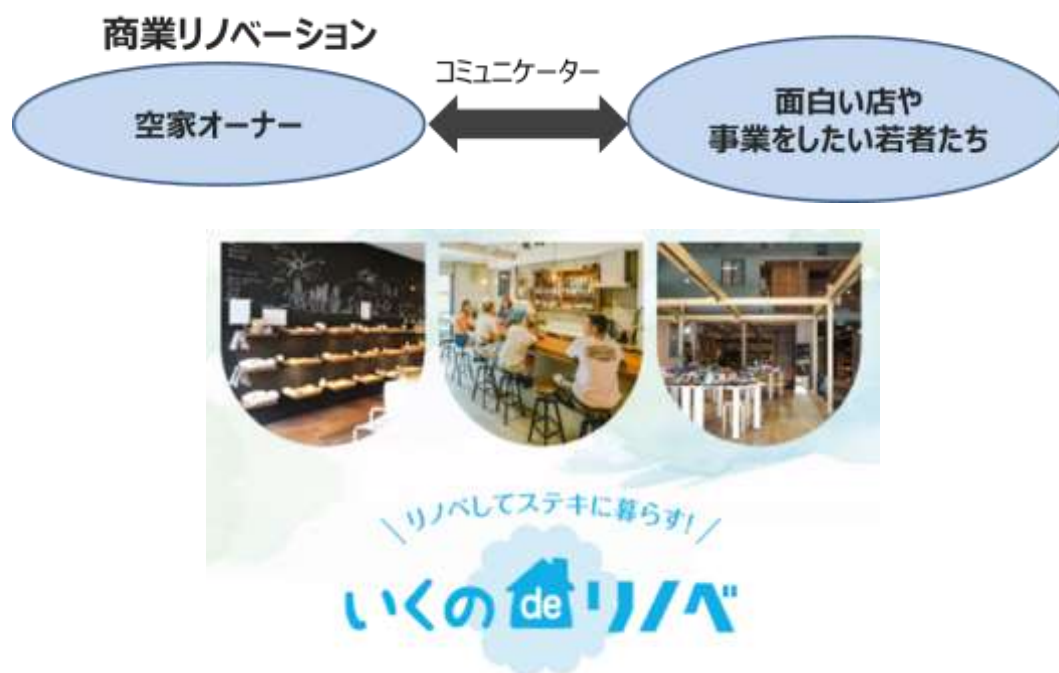 商業リノベーション
コミュニケーター
空家オーナー
面白い店や
事業をしたい若者たち
リノベしてステキに暮らす!
いくの de リノベ